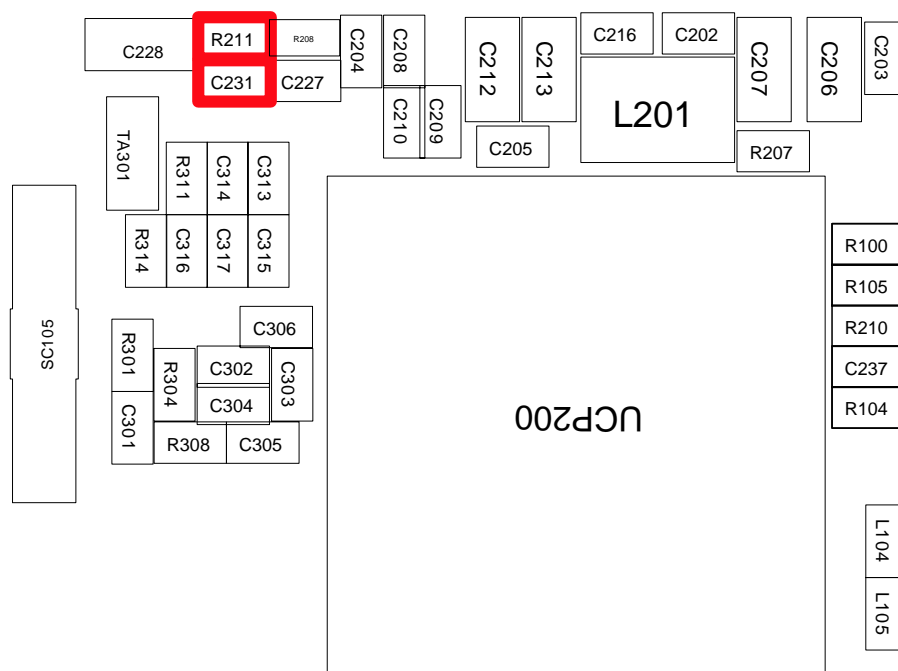 C228
R211
R208
C204
C208
C212
C213
C216
C202
C207
C206
C203
C231
C227
L201
C210
C209
C205
R207
TA301
R311
C314
C313
R314
C316
C317
C315
SC105
R301
R304
C306
C302
C303
C304
C301
R308
C305
UCP200
R100
R105
R210
C237
R104
L104
L105